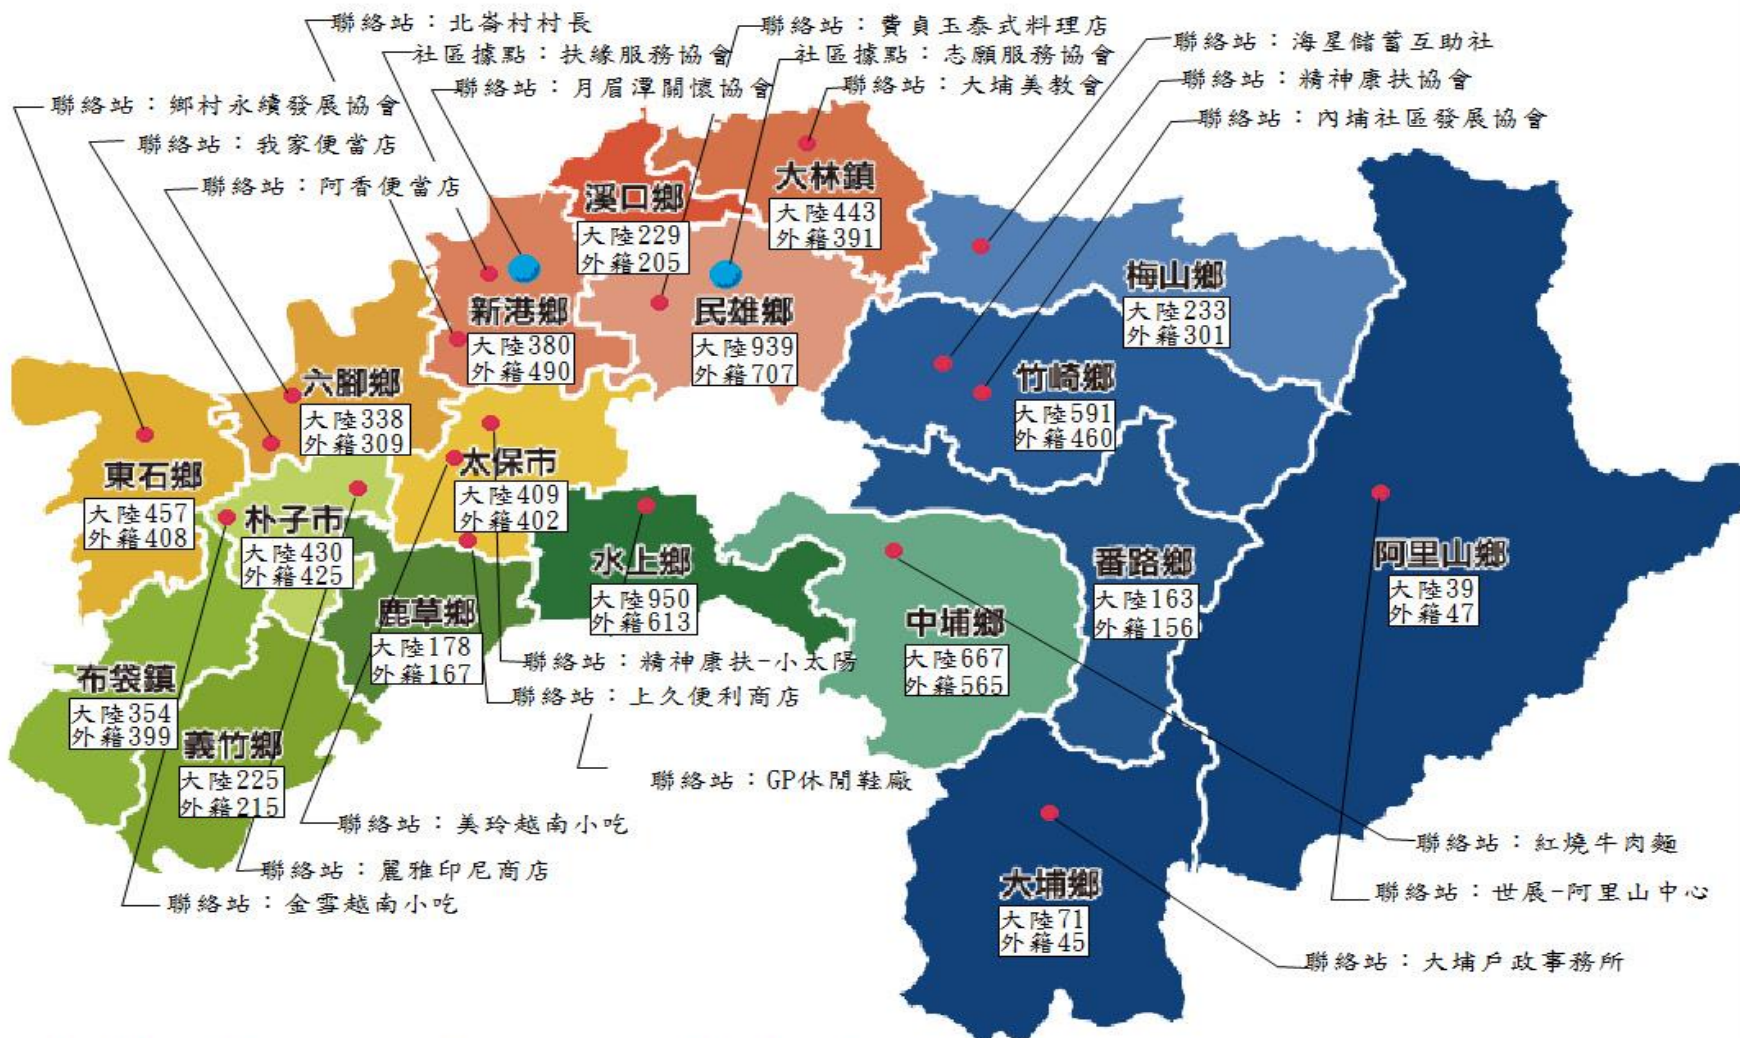 聯絡站：北崙村村長
聯絡站：費貞玉泰式料理店
聯絡站：海星儲蓄互助社
社區據點：扶緣服務協會
社區據點：志願服務協會
聯絡站：精神康扶協會
聯絡站：月眉潭關懷協會
聯絡站：大埔美教會
聯絡站：鄉村永續發展協會
聯絡站：內埔社區發展協會
聯絡站：我家便當店
聯絡站：阿香便當店
大林鎮
大陸443
外籍391
溪口鄉
大陸229
外籍205
梅山鄉
大陸233
外籍301
新港鄉
大陸380
外籍490
民雄鄉
大陸939
外籍707
六腳鄉
大陸338
外籍309
竹崎鄉
大陸591
外籍460
東石鄉
大陸457
外籍408
太保市
大陸409
外籍402
朴子市
大陸430
外籍425
水上鄉
大陸950
外籍613
番路鄉
大陸163
外籍156
阿里山鄉
大陸39
外籍47
鹿草鄉
大陸178
外籍167
中埔鄉
大陸667
外籍565
聯絡站：精神康扶-小太陽
布袋鎮
大陸354
外籍399
聯絡站：上久便利商店
義竹鄉
大陸225
外籍215
聯絡站：GP休閒鞋廠
聯絡站：美玲越南小吃
聯絡站：紅燒牛肉麵
聯絡站：麗雅印尼商店
聯絡站：世展-阿里山中心
聯絡站：金雪越南小吃
大埔鄉
大陸71
外籍45
聯絡站：大埔戶政事務所